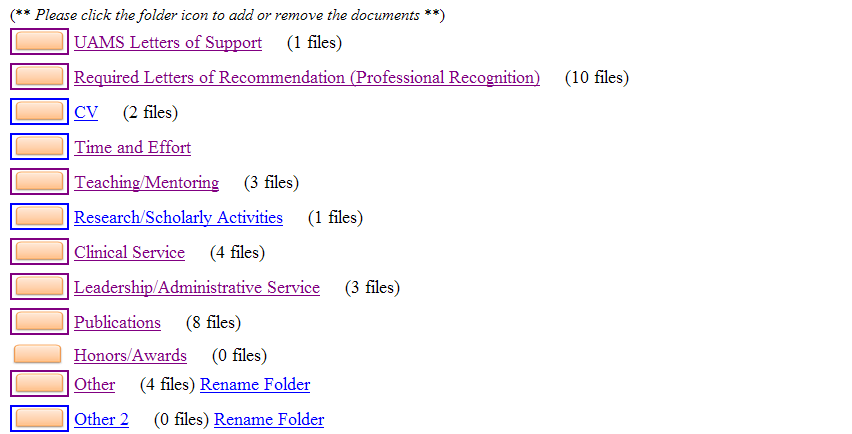 (** Please click the folder icon to add or remove the documents **)
UAMS Letters of Support (1 files)
Required Letters of Recommendation (Professional Recognition) (10 files)
CV (2 files)
Time and Effort
Teaching/Mentoring (3 files)
Research/Scholarly Activities (1 files)
Clinical Service (4 files)
Leadership/Administrative Service (3 files)
Publications (8 files)
Honors/Awards (0 files)
Other (4 files) Rename Folder
Other 2 (0 files) Rename Folder